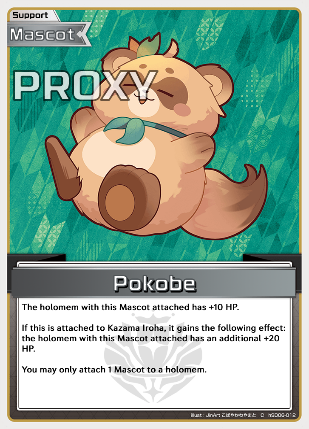 Support
Mascot
PROXY
Pokobe
The holomem with this Mascot attached has +10 HP.
If this is attached to Kazama Iroha, it gains the following effect:
the holomem with this Mascot attached has an additional +20
HP.
You may only attach 1 Mascot to a holomem.